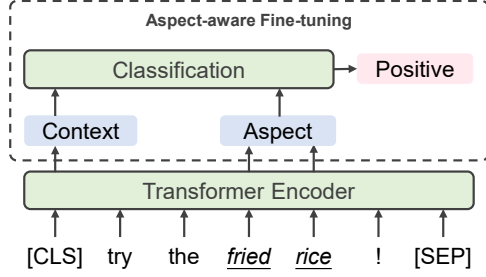 Aspect-aware Fine-tuning
Classification Positive
Context Aspect
Transformer Encoder
[CLS] try the fried rice ! [SEP]